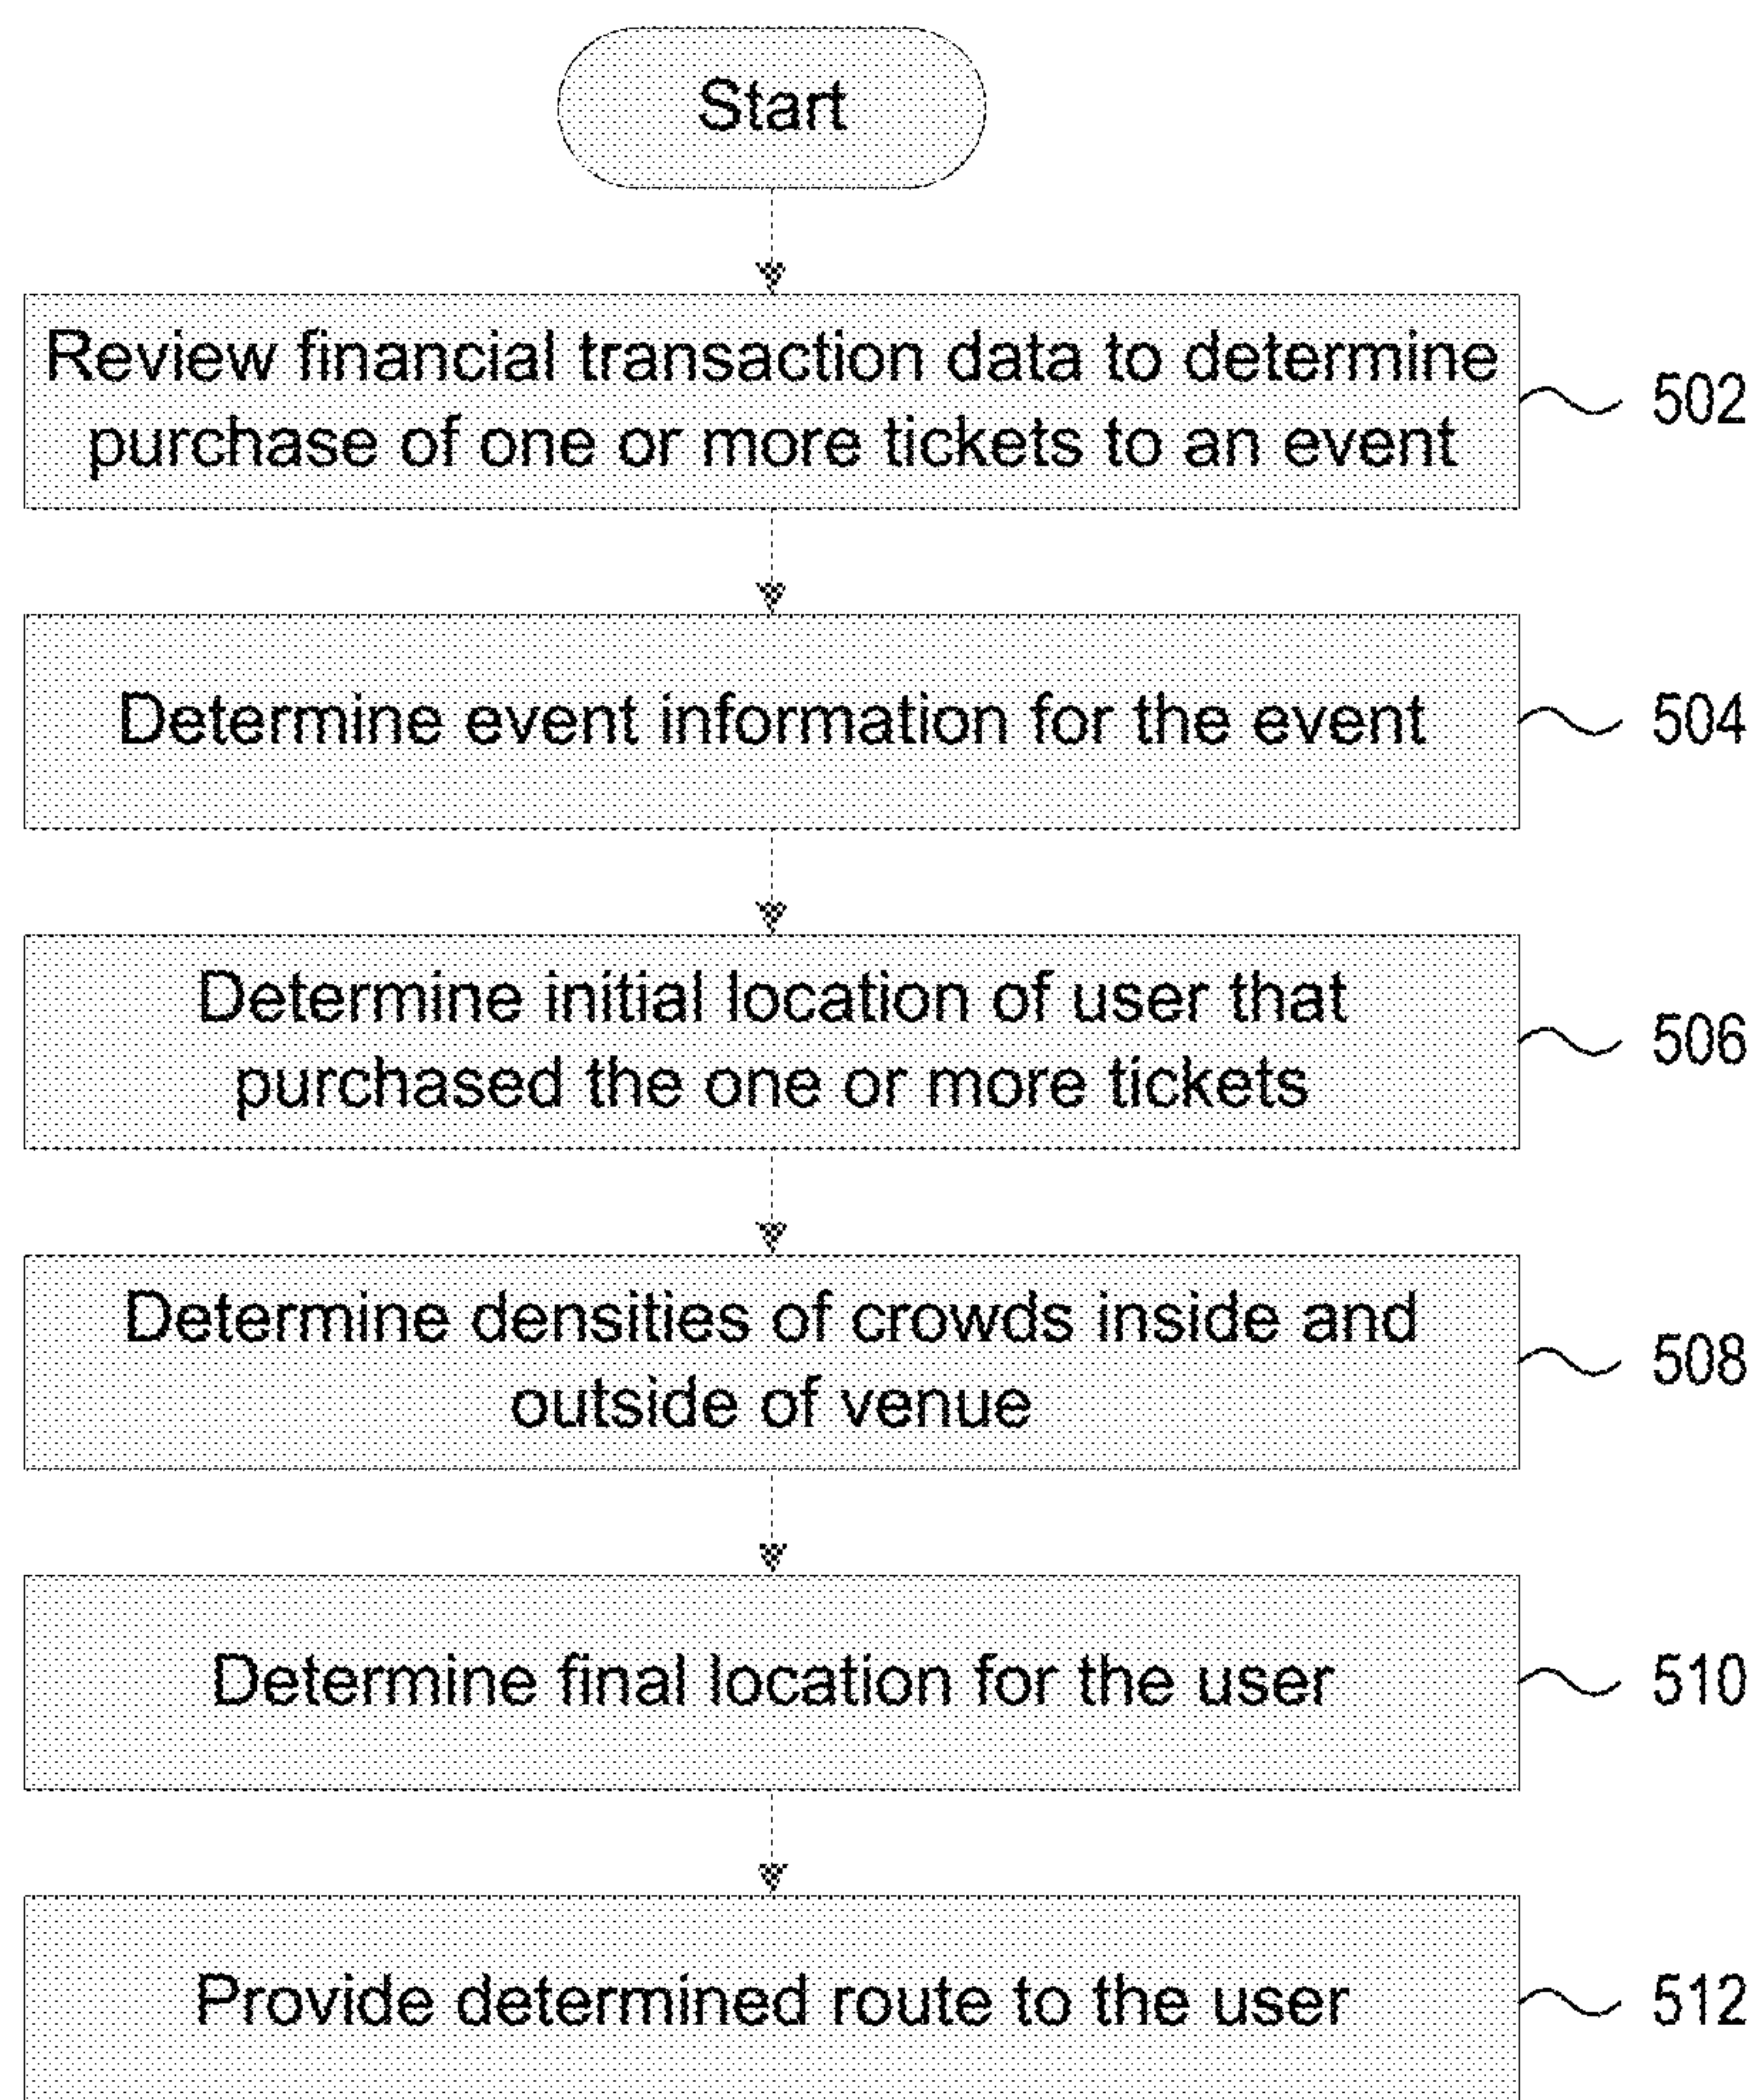 Start
Review financial transaction data to determine
purchase of one or more tickets to an event
502
Determine event information for the event
504
Determine initial location of user that
purchased the one or more tickets
506
Determine densities of crowds inside and
outside of venue
508
Determine final location for the user
510
Provide determined route to the user
512